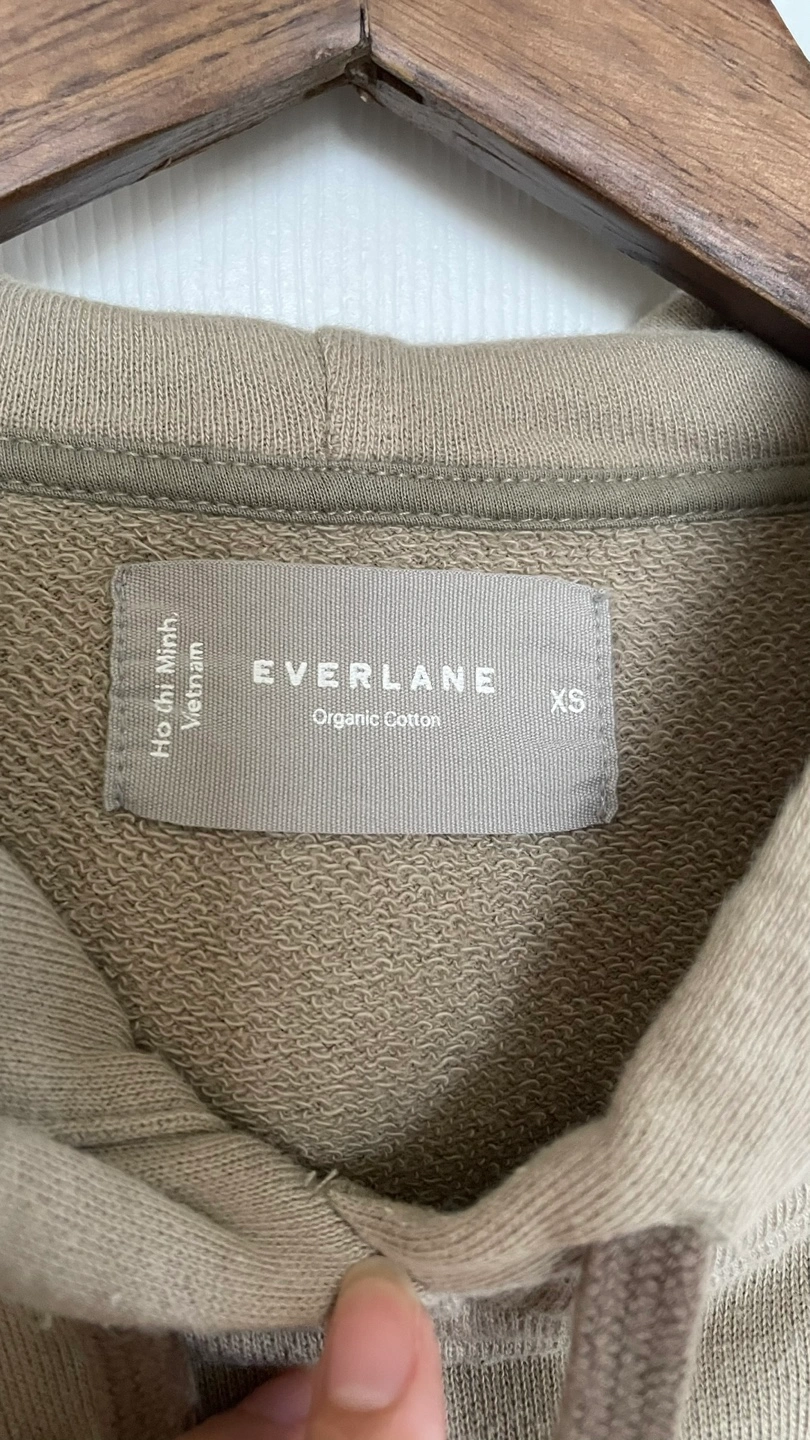 Ho Chi Minh,
Vietnam
EVERLANE
Organic Cotton
XS